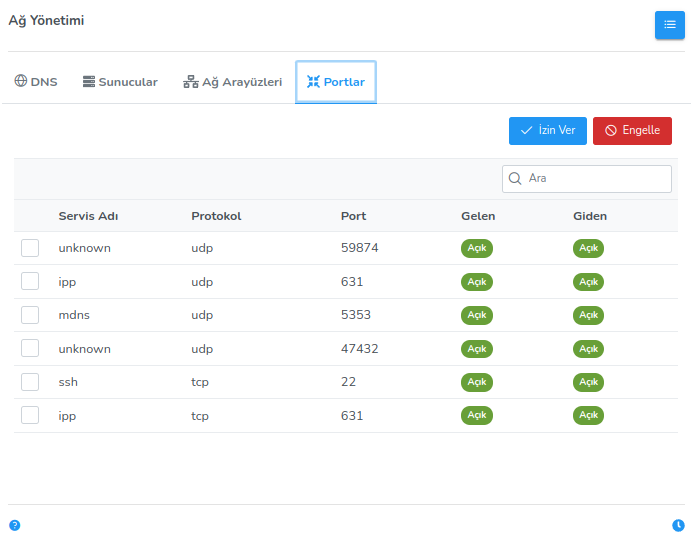 Ağ Yönetimi
DNS Sunucular Ağ Arayüzleri Portlar
İzin Ver Engelle
Ara
Servis Adı Protokol Port Gelen Giden
unknown udp 59874 Açık Açık
ipp udp 631 Açık Açık
mdns udp 5353 Açık Açık
unknown udp 47432 Açık Açık
ssh tcp 22 Açık Açık
ipp tcp 631 Açık Açık
?